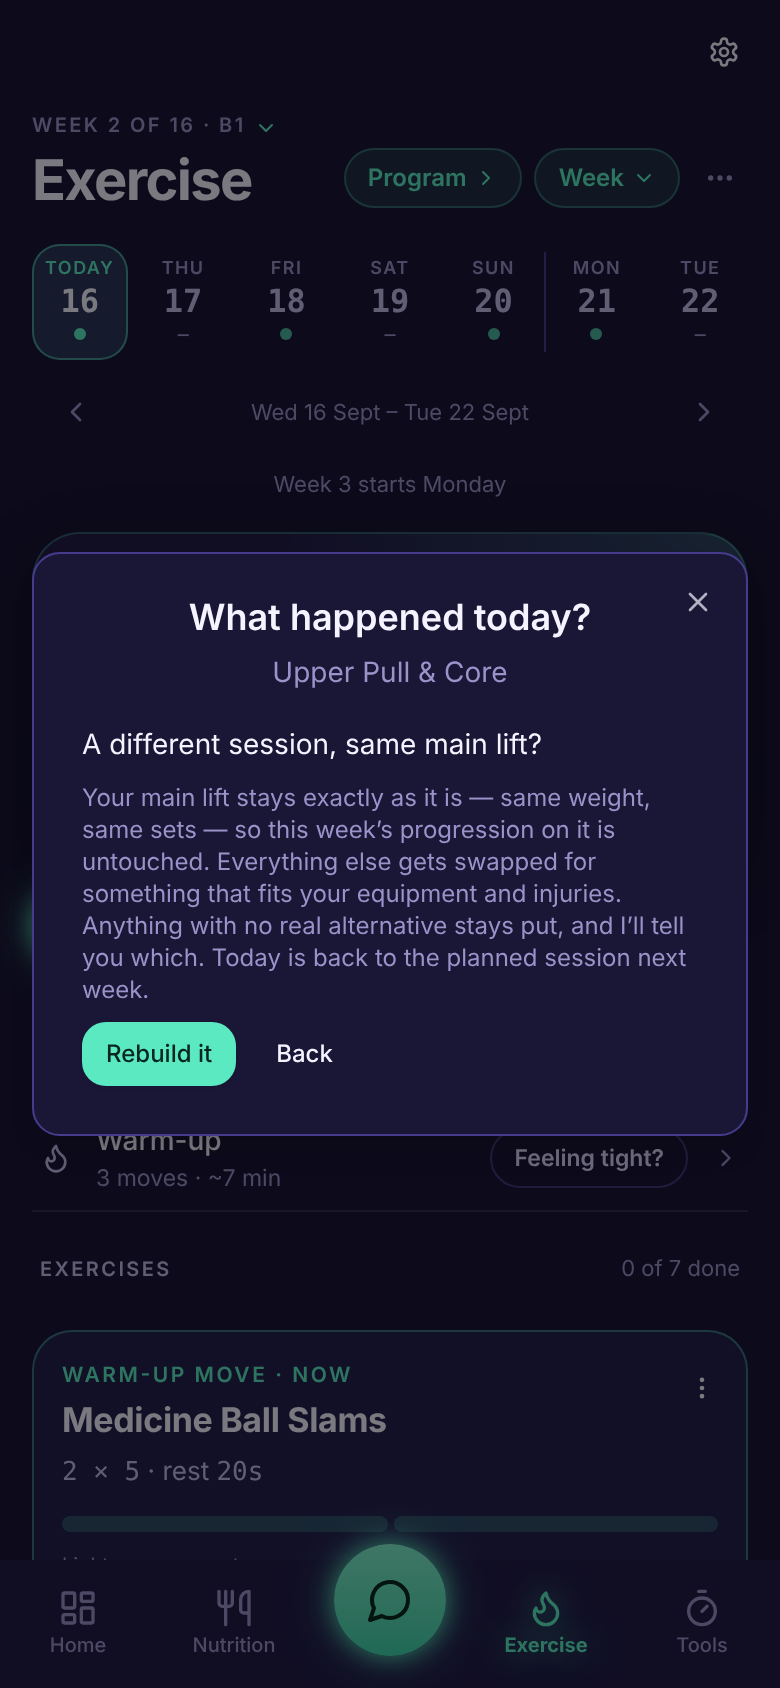 WEEK 2 OF 16 · B1
Exercise
Program
Week
TODAY
16
THU
17
–
FRI
18
SAT
19
–
SUN
20
MON
21
TUE
22
–
Wed 16 Sept – Tue 22 Sept
Week 3 starts Monday
What happened today?
Upper Pull & Core
A different session, same main lift?
Your main lift stays exactly as it is — same weight,
same sets — so this week’s progression on it is
untouched. Everything else gets swapped for
something that fits your equipment and injuries.
Anything with no real alternative stays put, and I’ll tell
you which. Today is back to the planned session next
week.
Rebuild it
Back
Warm-up
3 moves · ~7 min
Feeling tight?
EXERCISES
0 of 7 done
WARM-UP MOVE · NOW
Medicine Ball Slams
2 × 5 · rest 20s
Home
Nutrition
Exercise
Tools